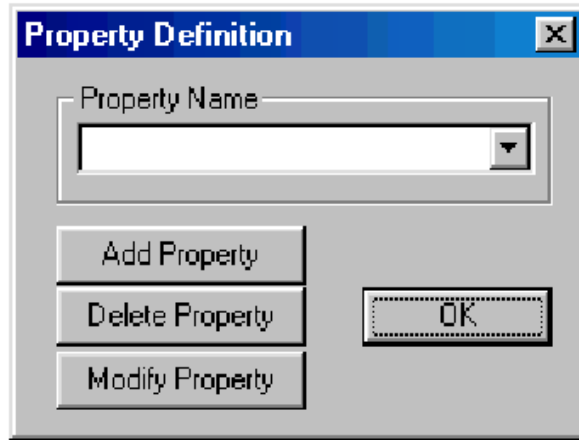 Property Definition
Property Name
Add Property
Delete Property
OK
Modify Property